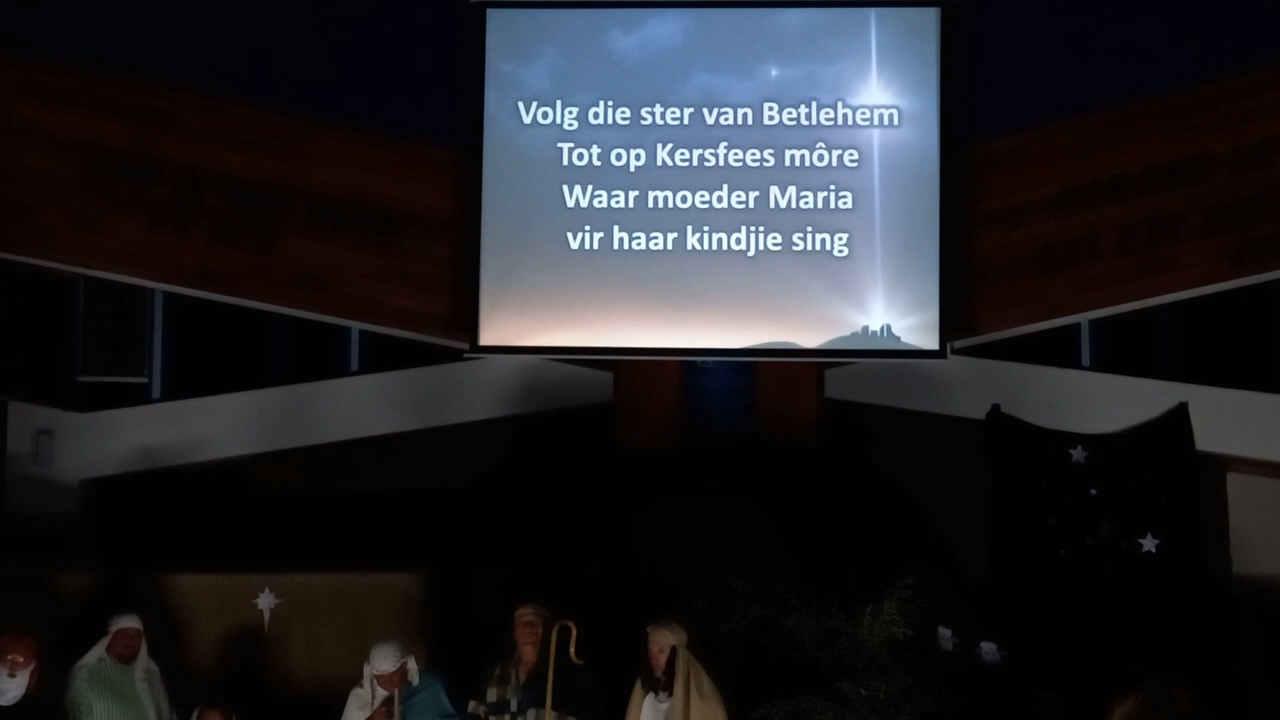 Volg die ster van Betlehem
Tot op Kersfees môre
Waar moeder Maria
vir haar kindjie sing